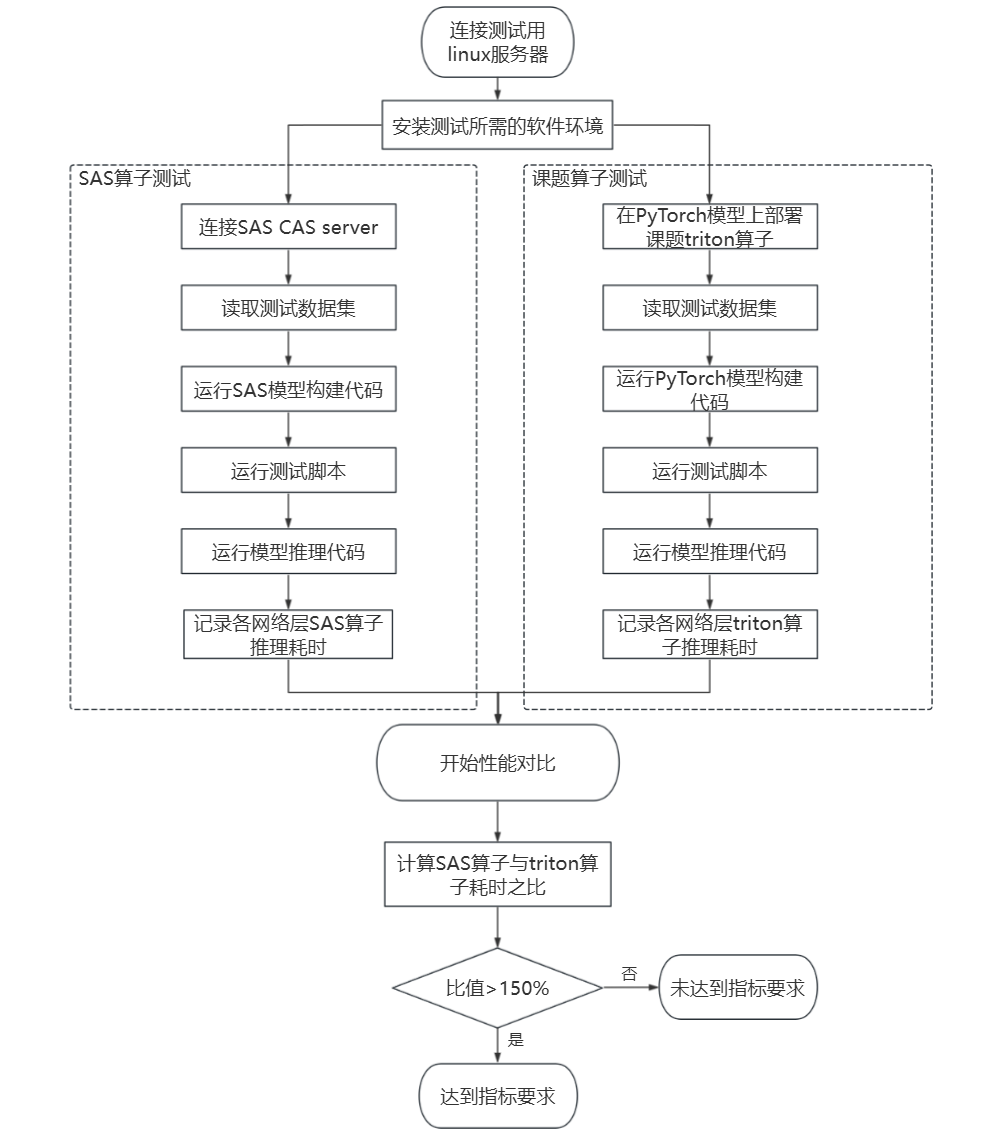 连接测试用
linux服务器
安装测试所需的软件环境
SAS算子测试
连接SAS CAS server
读取测试数据集
运行SAS模型构建代码
运行测试脚本
运行模型推理代码
记录各网络层SAS算子
推理耗时
课题算子测试
在PyTorch模型上部署
课题triton算子
读取测试数据集
运行PyTorch模型构建
代码
运行测试脚本
运行模型推理代码
记录各网络层triton算
子推理耗时
开始性能对比
计算SAS算子与triton算
子耗时之比
比值>150%
否
未达到指标要求
是
达到指标要求